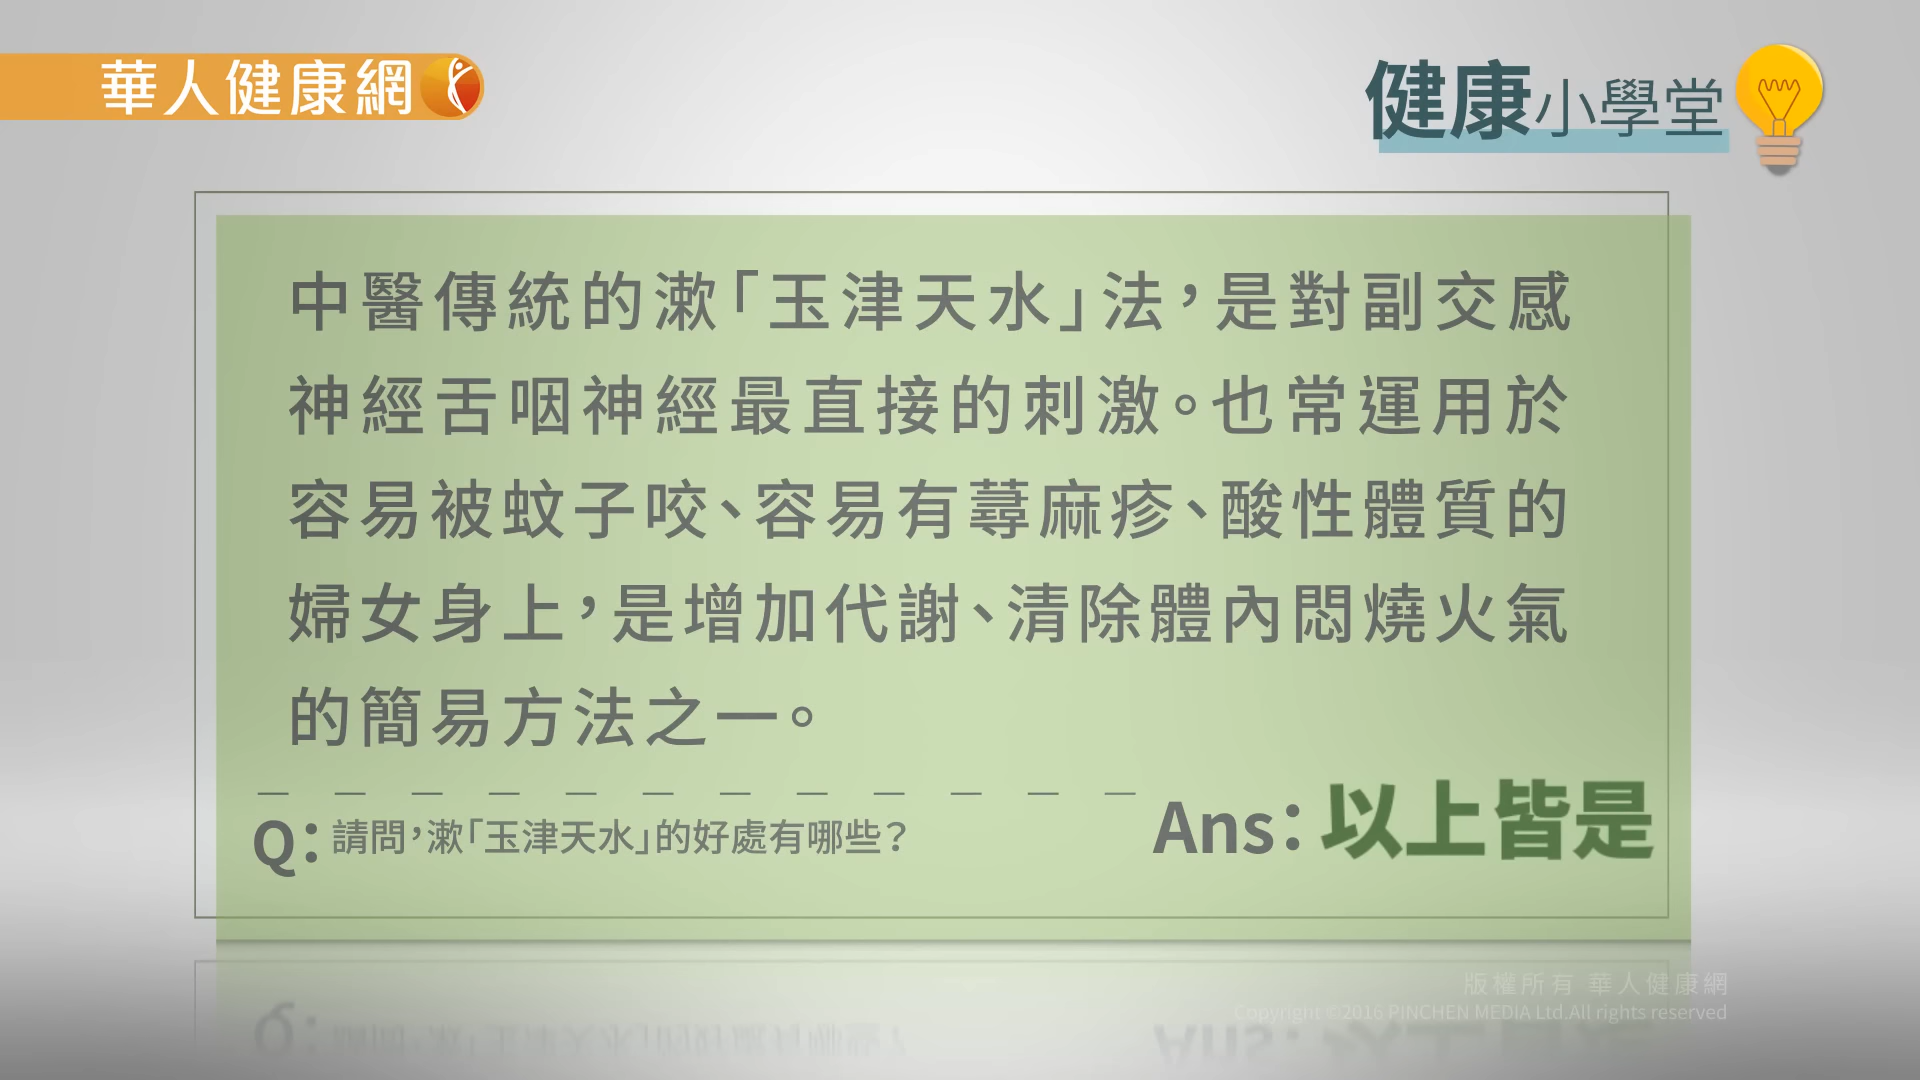 華人健康網
健康小學堂
中醫傳統的漱「玉津天水」法，是對副交感
神經舌咽神經最直接的刺激。也常運用於
容易被蚊子咬、容易有蕁麻疹、酸性體質的
婦女身上，是增加代謝、清除體內悶燒火氣
的簡易方法之一。
Q：請問，漱「玉津天水」的好處有哪些？
Ans：以上皆是
版權所有 華人健康網
Copyright ©2016 PINCHEN MEDIA Ltd.All rights reserved